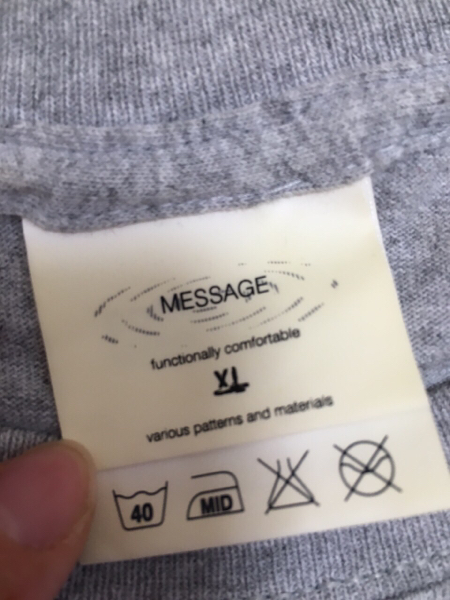 MESSAGE
functionally comfortable
XL
various patterns and materials
40 MID